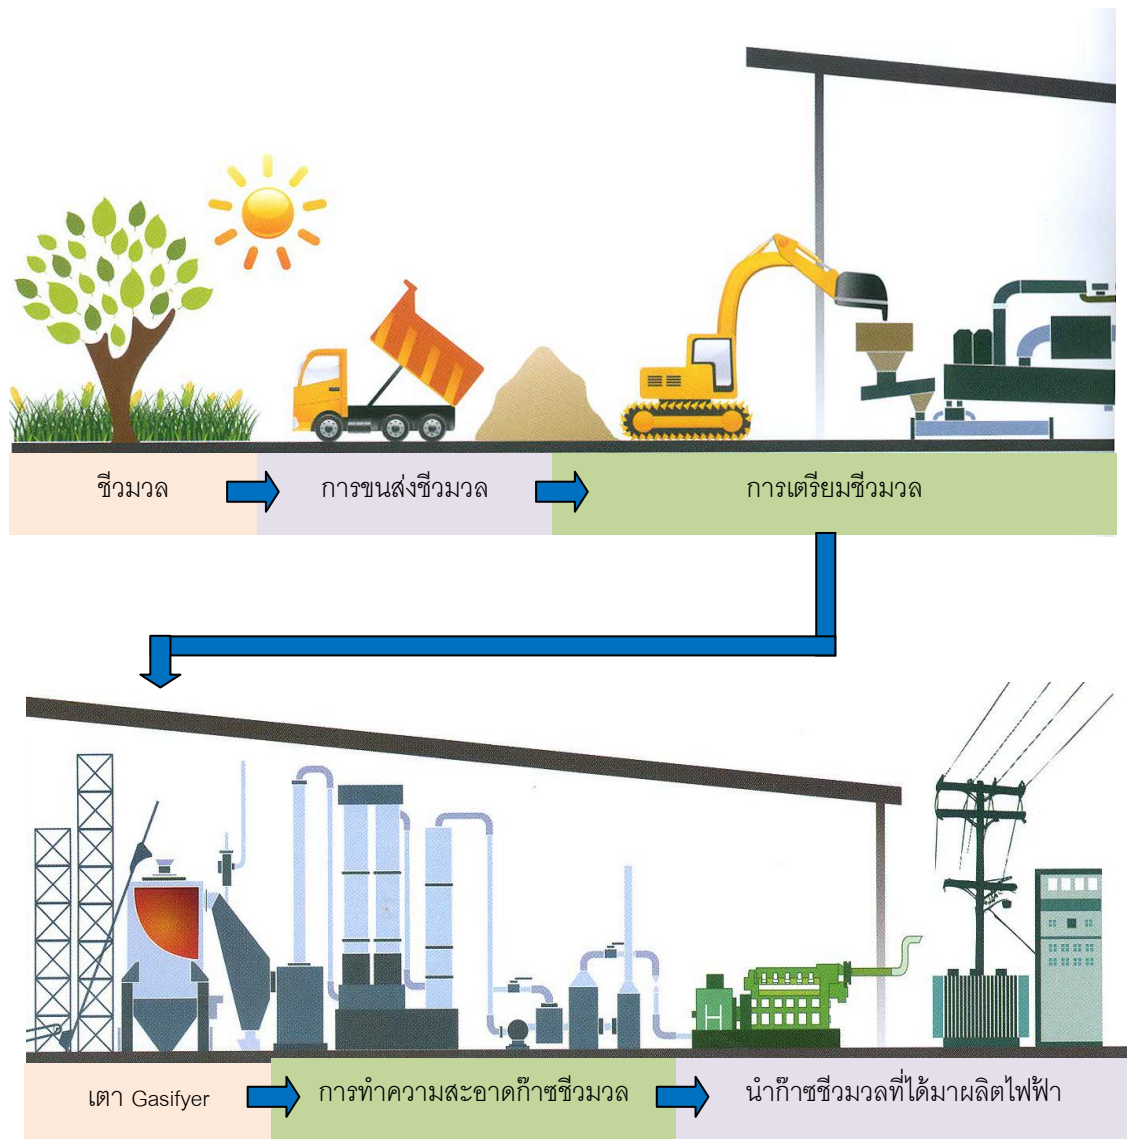 ชีวมวล
การขนส่งชีวมวล
การเตรียมชีวมวล
เตา Gasifyer
การทำความสะอาดก๊าซชีวมวล
นำก๊าซชีวมวลที่ได้มาผลิตไฟฟ้า